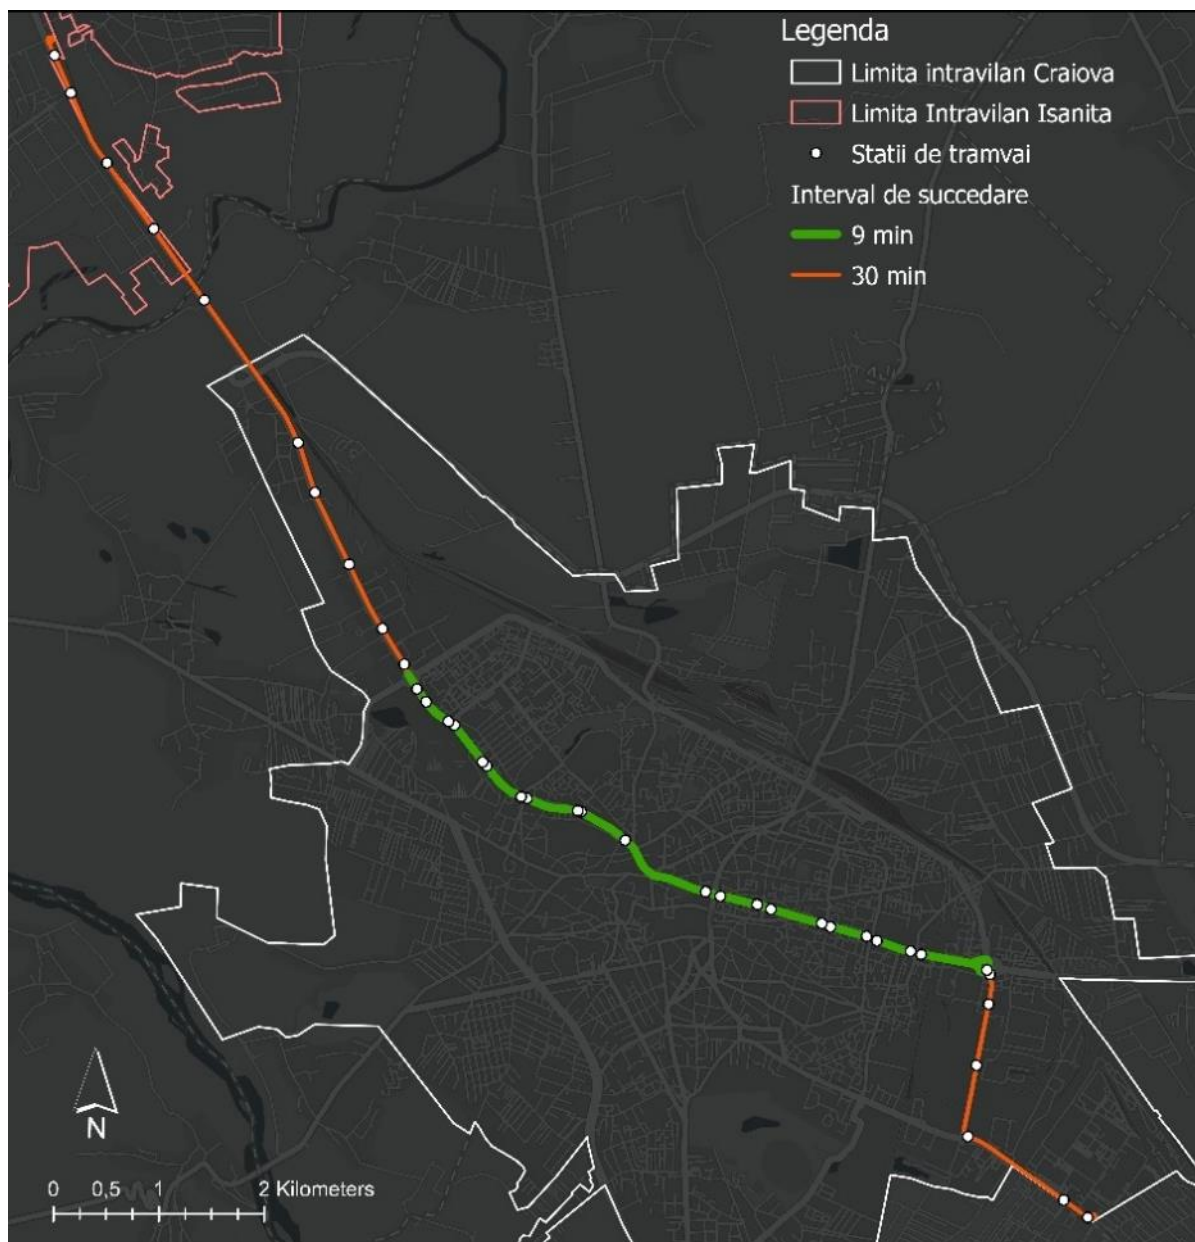 Legenda
Limita intravilan Craiova
Limita Intravilan Isanita
Statii de tramvai
Interval de succedare
9 min
30 min
N
0 0,5 1 2 Kilometers